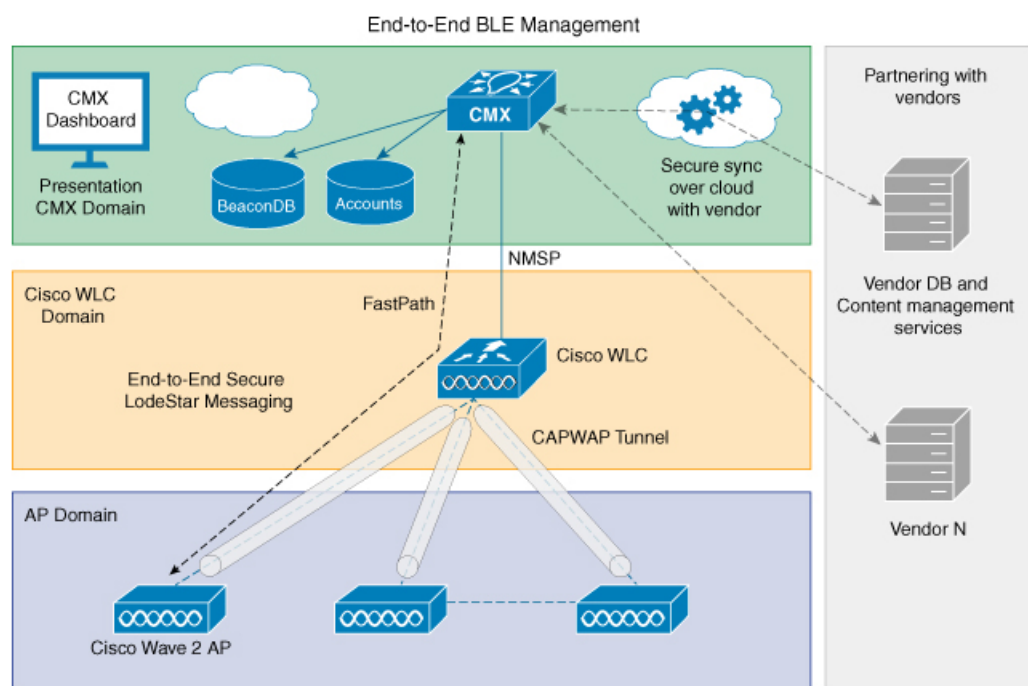 End-to-End BLE Management
CMX
Dashboard
Presentation
CMX Domain
BeaconDB
Accounts
CMX
Secure sync
over cloud
with vendor
Partnering with
vendors
Vendor DB and
Content management
services
Vendor N
NMSP
Cisco WLC
Domain
FastPath
Cisco WLC
End-to-End Secure
LodeStar Messaging
CAPWAP Tunnel
AP Domain
Cisco Wave 2 AP